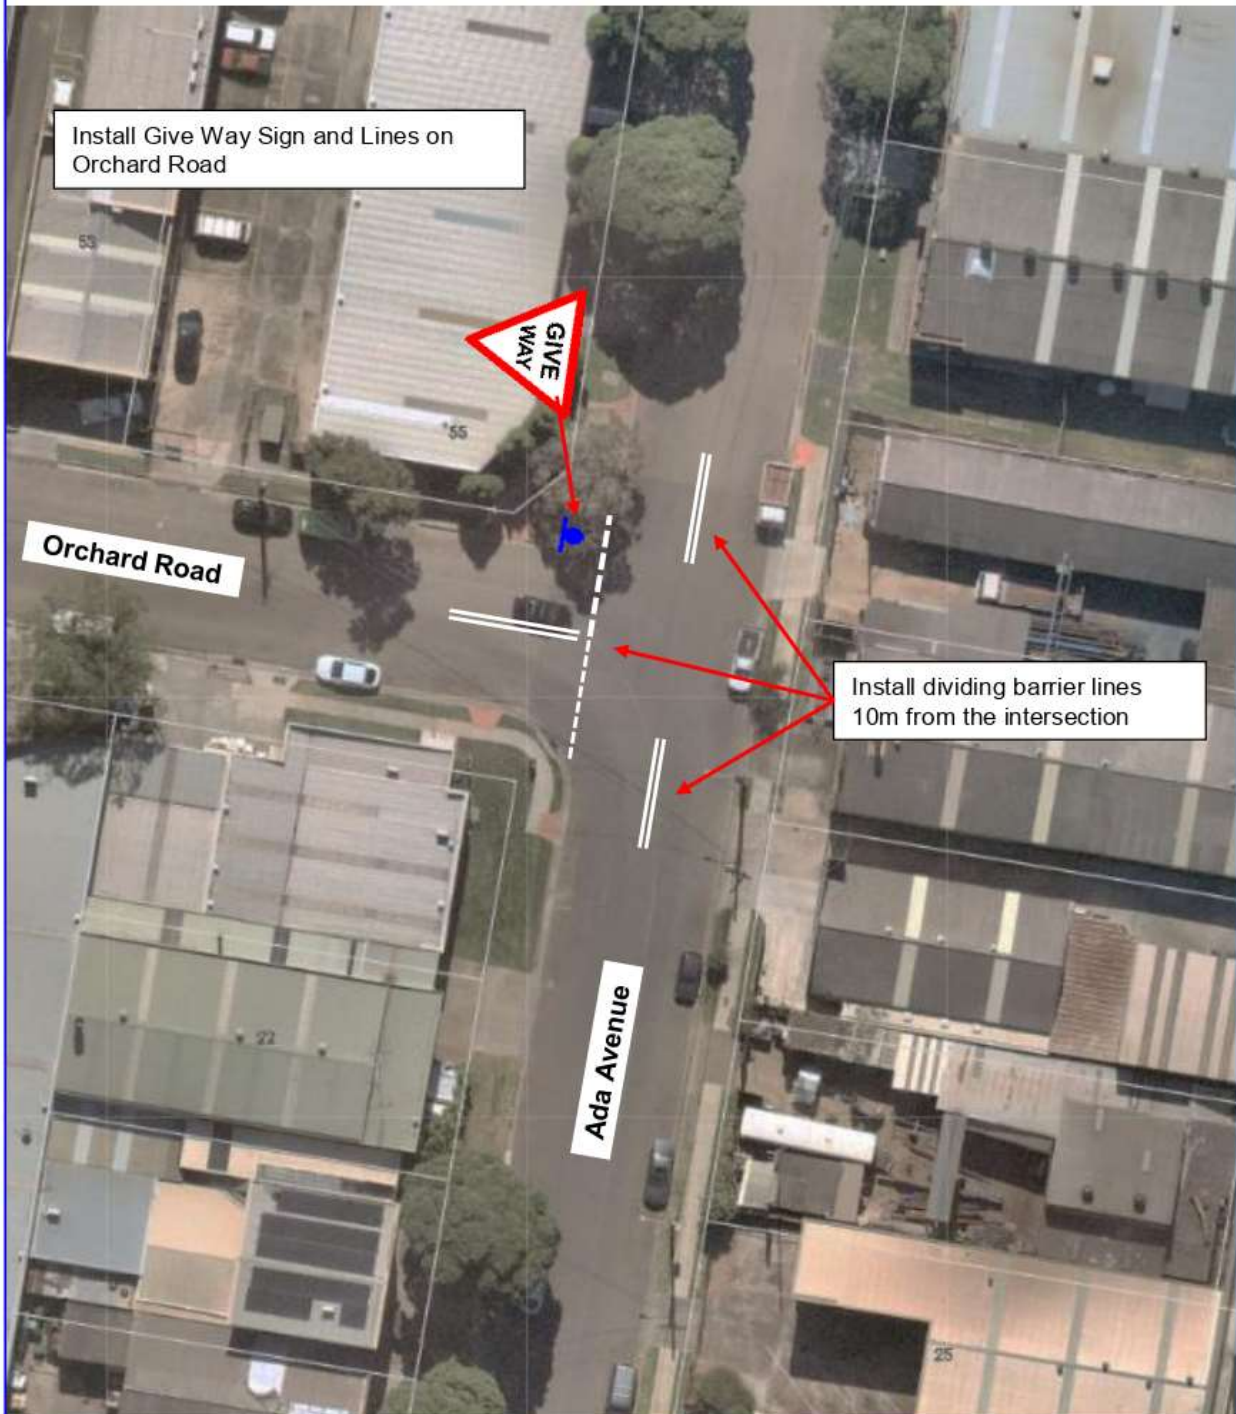 Install Give Way Sign and Lines on
Orchard Road
53
GIVE
WAY
55
Orchard Road
Install dividing barrier lines
10m from the intersection
Ada Avenue
22
25